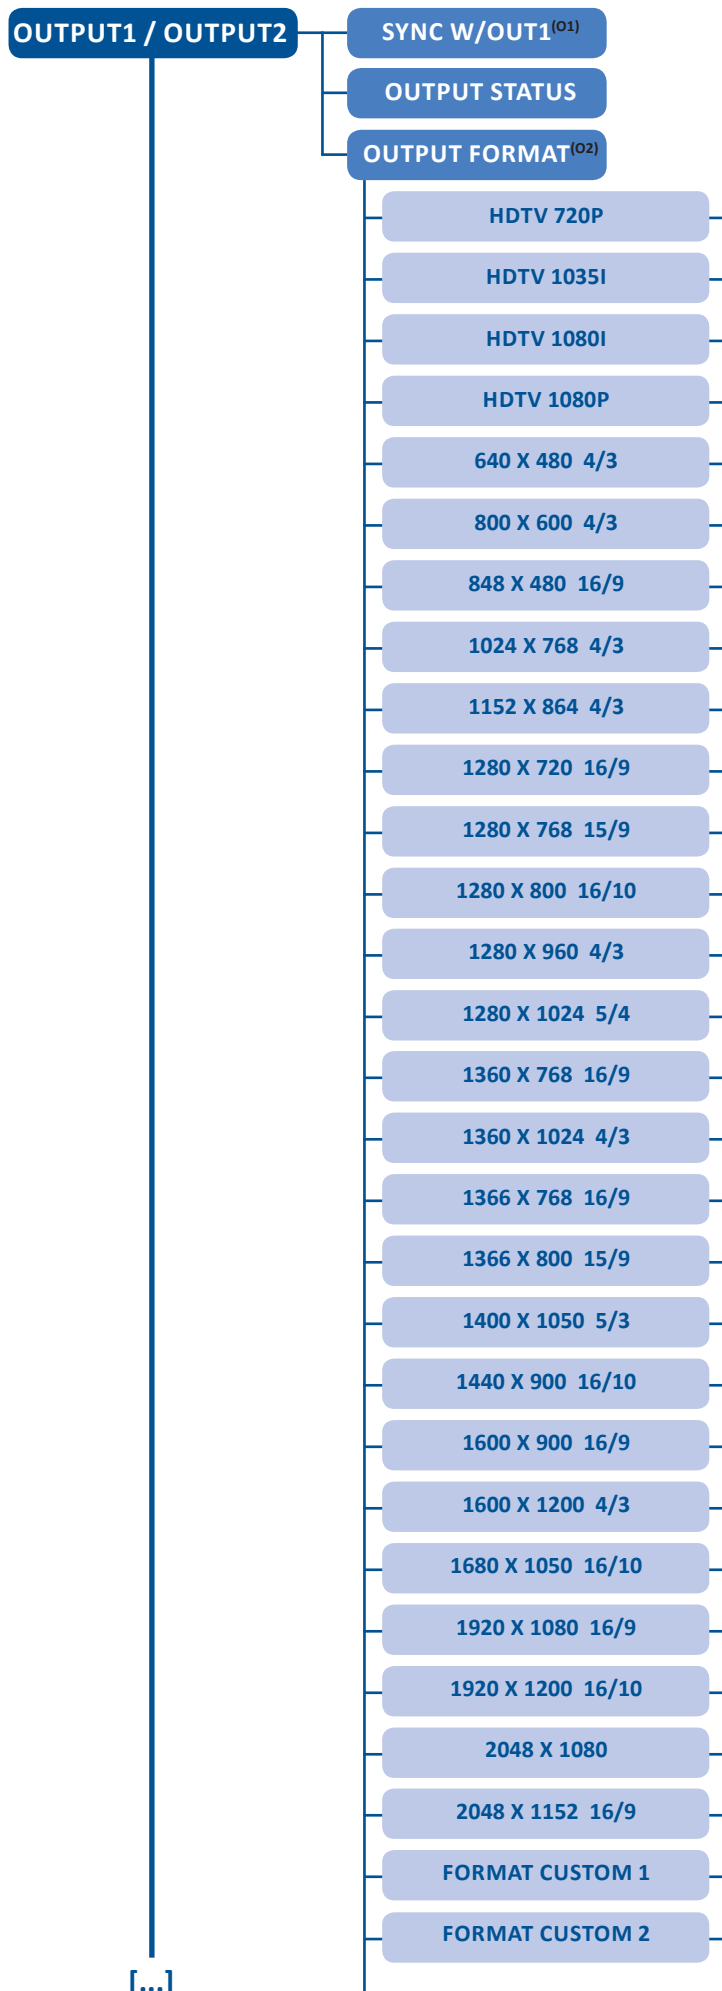 OUTPUT1 / OUTPUT2
SYNC W/OUT1(O1)
OUTPUT STATUS
OUTPUT FORMAT(O2)
HDTV 720P
HDTV 1035I
HDTV 1080I
HDTV 1080P
640 X 480 4/3
800 X 600 4/3
848 X 480 16/9
1024 X 768 4/3
1152 X 864 4/3
1280 X 720 16/9
1280 X 768 15/9
1280 X 800 16/10
1280 X 960 4/3
1280 X 1024 5/4
1360 X 768 16/9
1360 X 1024 4/3
1366 X 768 16/9
1366 X 800 15/9
1400 X 1050 5/3
1440 X 900 16/10
1600 X 900 16/9
1600 X 1200 4/3
1680 X 1050 16/10
1920 X 1080 16/9
1920 X 1200 16/10
2048 X 1080
2048 X 1152 16/9
FORMAT CUSTOM 1
FORMAT CUSTOM 2
[...]